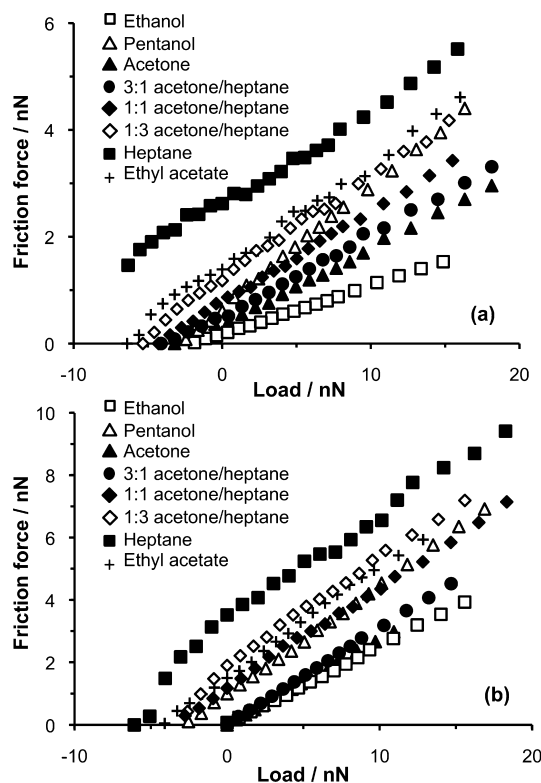 6
4
2
0
Friction force / nN
Ethanol
Pentanol
Acetone
3:1 acetone/heptane
1:1 acetone/heptane
1:3 acetone/heptane
Heptane
Ethyl acetate
(a)
-10
0
10
20
Load / nN
10
8
6
4
2
0
Friction force / nN
Ethanol
Pentanol
Acetone
3:1 acetone/heptane
1:1 acetone/heptane
1:3 acetone/heptane
Heptane
Ethyl acetate
(b)
-10
0
10
20
Load / nN